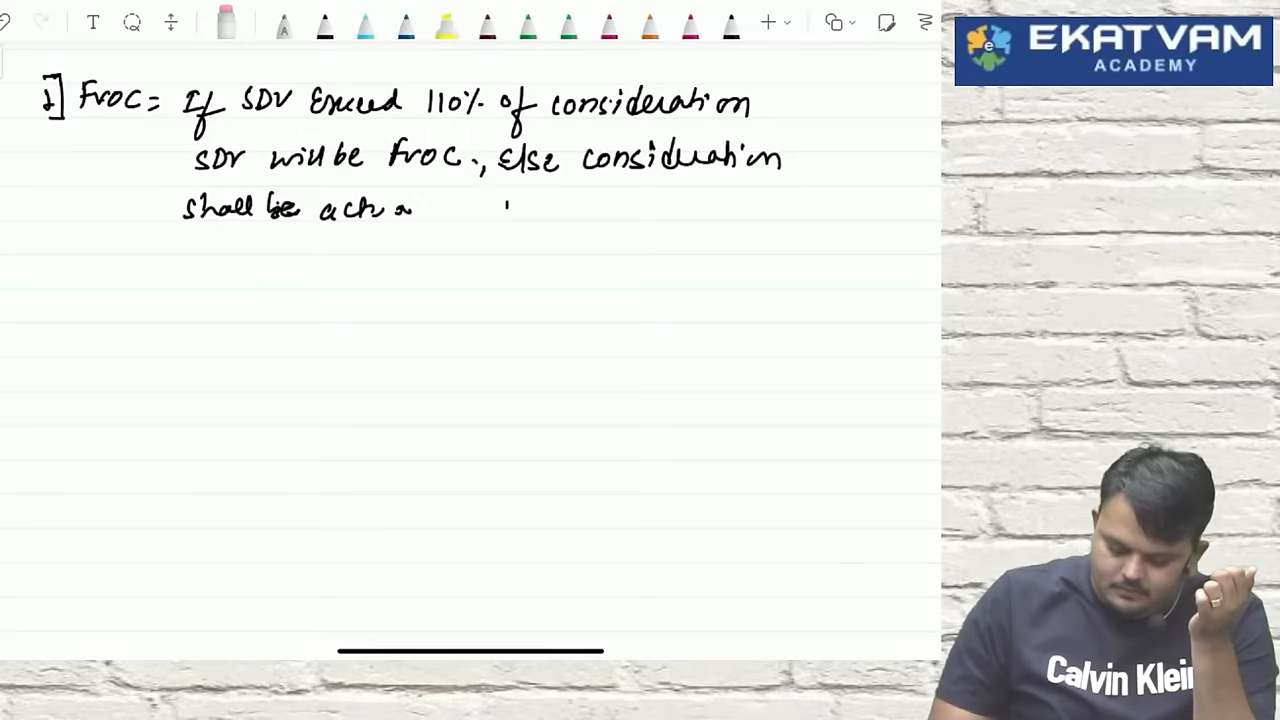 EKATVAM
ACADEMY
1] FVOC = If SDV Exceed 110% of consideration
SDV will be FVOC., Else consideration
shall be
Calvin Klein